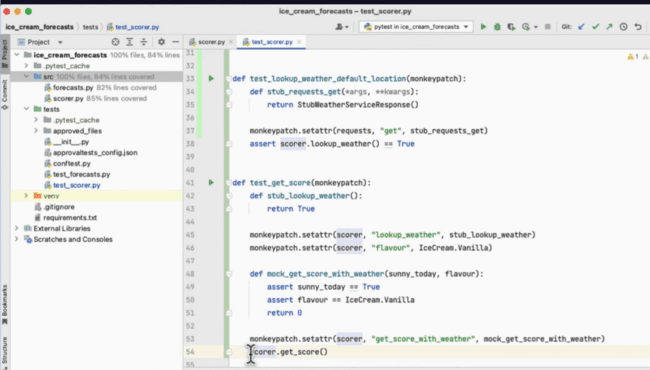 ice_cream_forecasts – test_scorer.py
ice_cream_forecasts tests test_scorer.py
pytest in ice_cream_forecasts
Git:
Project
scorer.py
test_scorer.py
Project
Commit
Bookmarks
Structure
ice_cream_forecasts 100% files, 84% lines
.pytest_cache
src 100% files, 84% lines covered
forecasts.py 82% lines covered
scorer.py 85% lines covered
tests
.pytest_cache
approved_files
__init__.py
approvaltests_config.json
conftest.py
test_forecasts.py
test_scorer.py
venv
.gitignore
requirements.txt
External Libraries
Scratches and Consoles
1
31
32
33 def test_lookup_weather_default_location(monkeypatch):
34 def stub_requests_get(*args, **kwargs):
35 return StubWeatherServiceResponse()
36
37 monkeypatch.setattr(requests, "get", stub_requests_get)
38 assert scorer.lookup_weather() == True
39
40
41 def test_get_score(monkeypatch):
42 def stub_lookup_weather():
43 return True
44
45 monkeypatch.setattr(scorer, "lookup_weather", stub_lookup_weather)
46 monkeypatch.setattr(scorer, "flavour", IceCream.Vanilla)
47
48 def mock_get_score_with_weather(sunny_today, flavour):
49 assert sunny_today == True
50 assert flavour == IceCream.Vanilla
51 return 0
52
53 monkeypatch.setattr(scorer, "get_score_with_weather", mock_get_score_with_weather)
54 scorer.get_score()